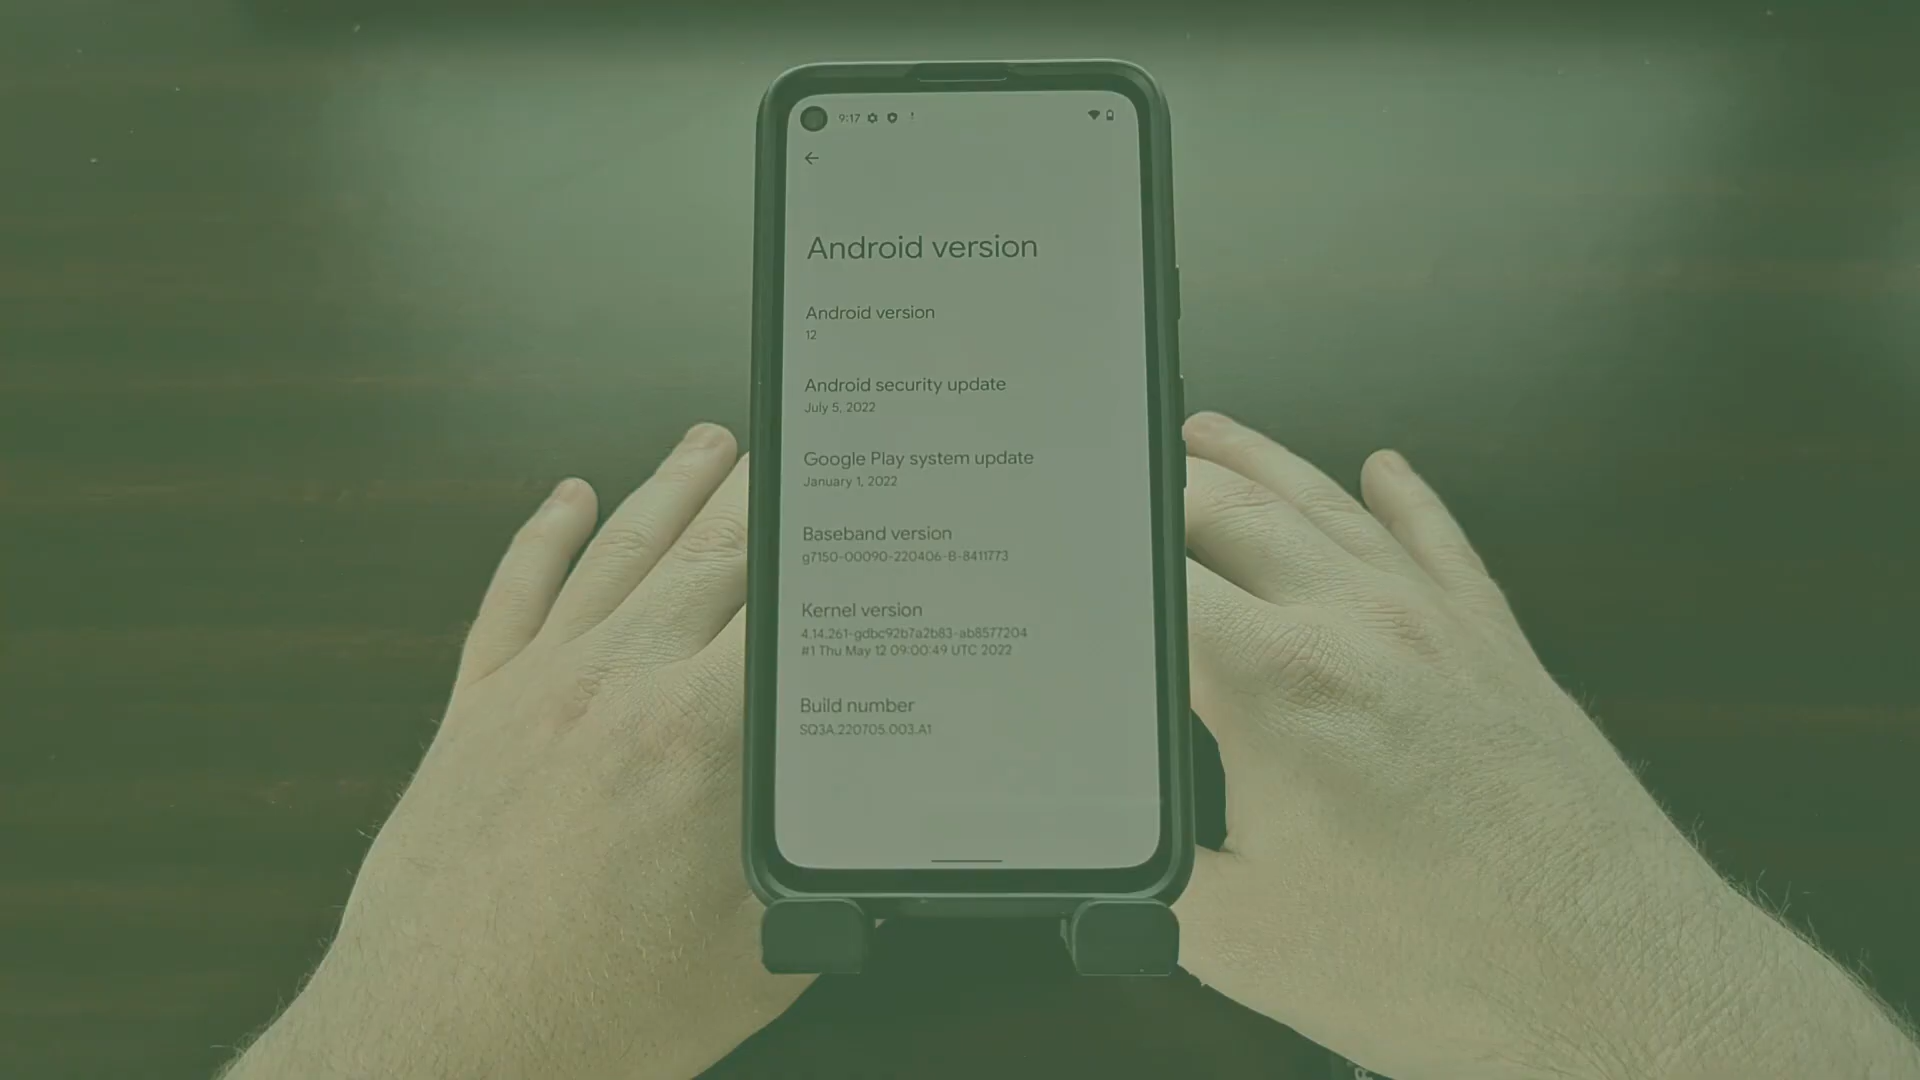 9:17
Android version
Android version
12
Android security update
July 5, 2022
Google Play system update
January 1, 2022
Baseband version
g7150-00090-220406-B-8411773
Kernel version
4.14.261-gdbc92b7a2b83-ab8577204
#1 Thu May 12 09:00:49 UTC 2022
Build number
SQ3A.220705.003.A1